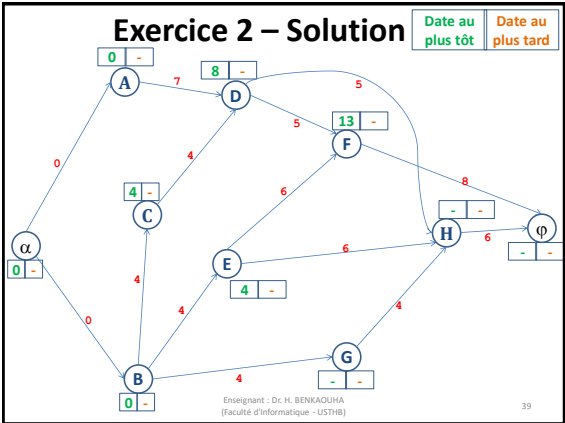 Exercice 2 – Solution
Date au plus tôt
Date au plus tard
0 -
A
7
8 -
D
5
5
13 -
F
0
4
4 -
C
6
8
- -
H
6
φ
- -
α
0 -
E
4 -
6
4
4
0
4
G
- -
4
B
0 -
Enseignant : Dr. H. BENKAOUHA
(Faculté d'Informatique - USTHB)
39